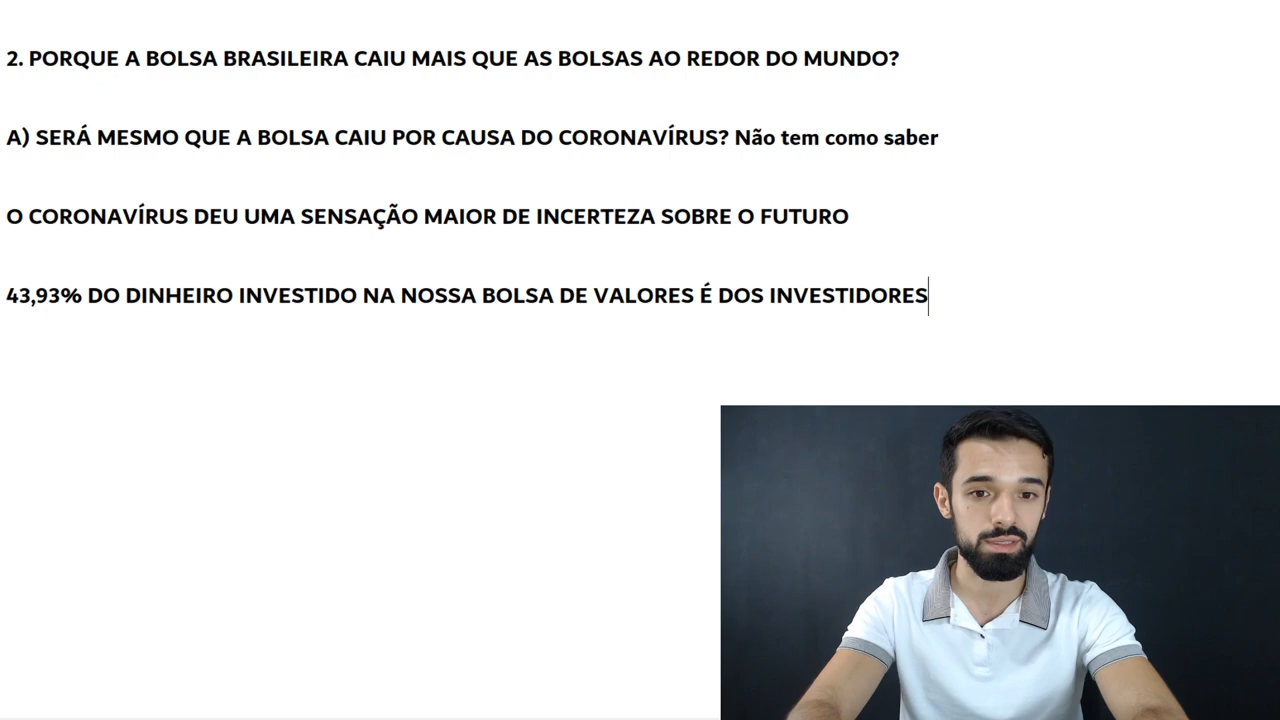 2. PORQUE A BOLSA BRASILEIRA CAIU MAIS QUE AS BOLSAS AO REDOR DO MUNDO?
A) SERÁ MESMO QUE A BOLSA CAIU POR CAUSA DO CORONAVÍRUS? Não tem como saber
O CORONAVÍRUS DEU UMA SENSAÇÃO MAIOR DE INCERTEZA SOBRE O FUTURO
43,93% DO DINHEIRO INVESTIDO NA NOSSA BOLSA DE VALORES É DOS INVESTIDORES